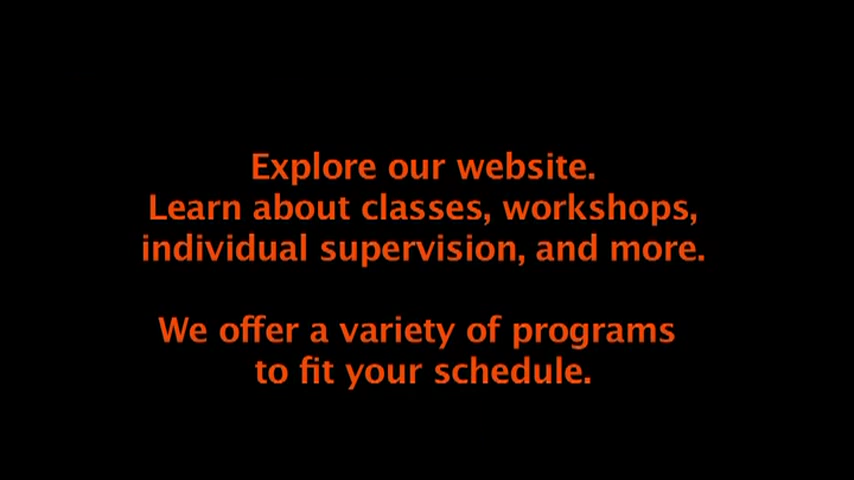 Explore our website.
Learn about classes, workshops,
individual supervision, and more.
We offer a variety of programs
to fit your schedule.